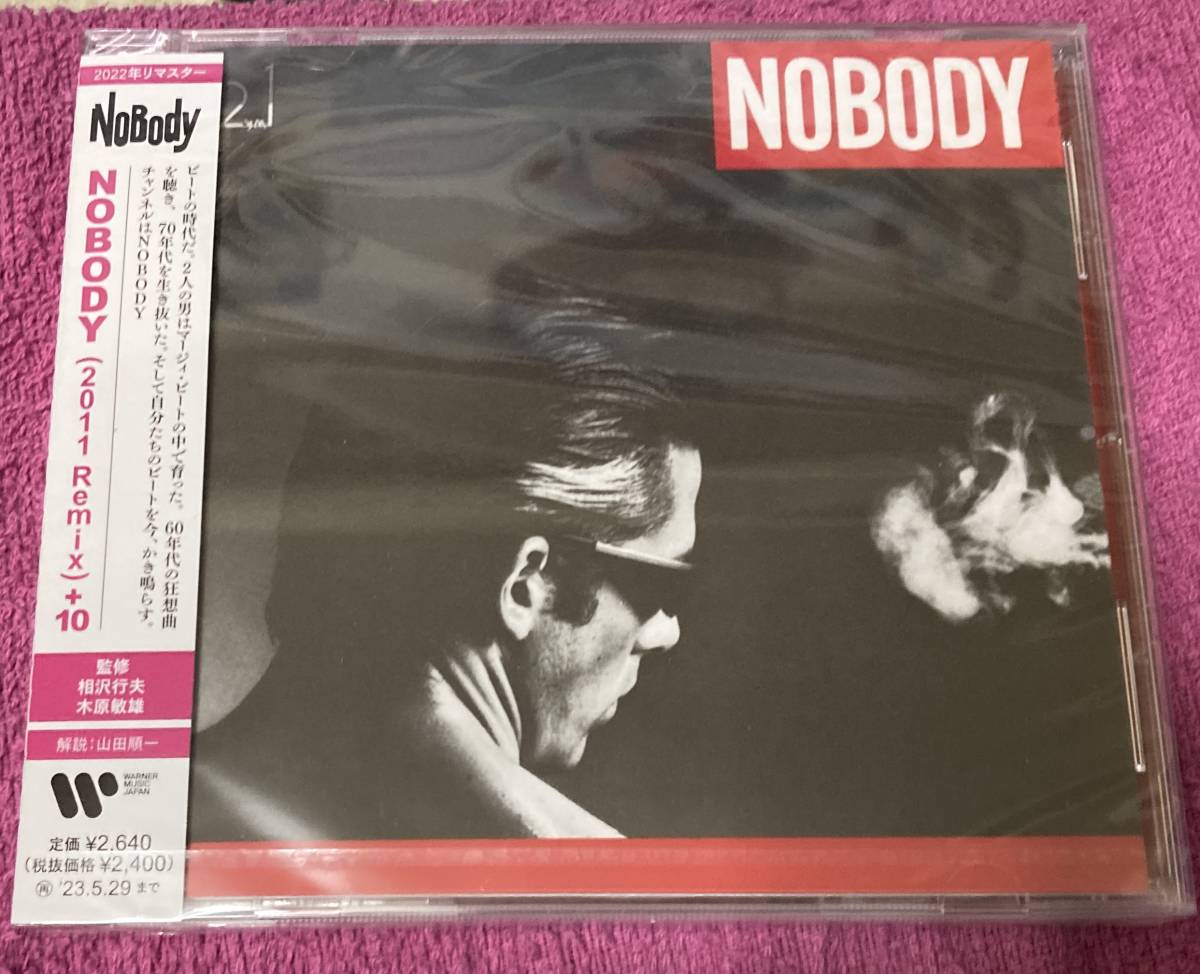 2022年リマスター
NoBody
NOBODY (2011 Remix) + 10
ビートの時代だ。2人の男はマージィ・ビートの中で育った。60年代の狂想曲
を聴き、70年代を生き抜いた。そして自分たちのビートを今、かき鳴らす。
チャンネルはNOBODY
監修
相沢行夫
木原敏雄
解説:山田順一
WARNER
MUSIC
JAPAN
定価 ¥2,640
(税抜価格 ¥2,400)
再 '23.5.29 まで
NOBODY